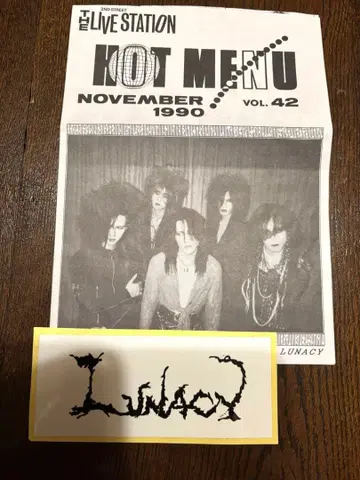 2ND STREET
THE LIVE STATION
HOT MENU
NOVEMBER
1990
VOL. 42
LUNACY
LUNACY